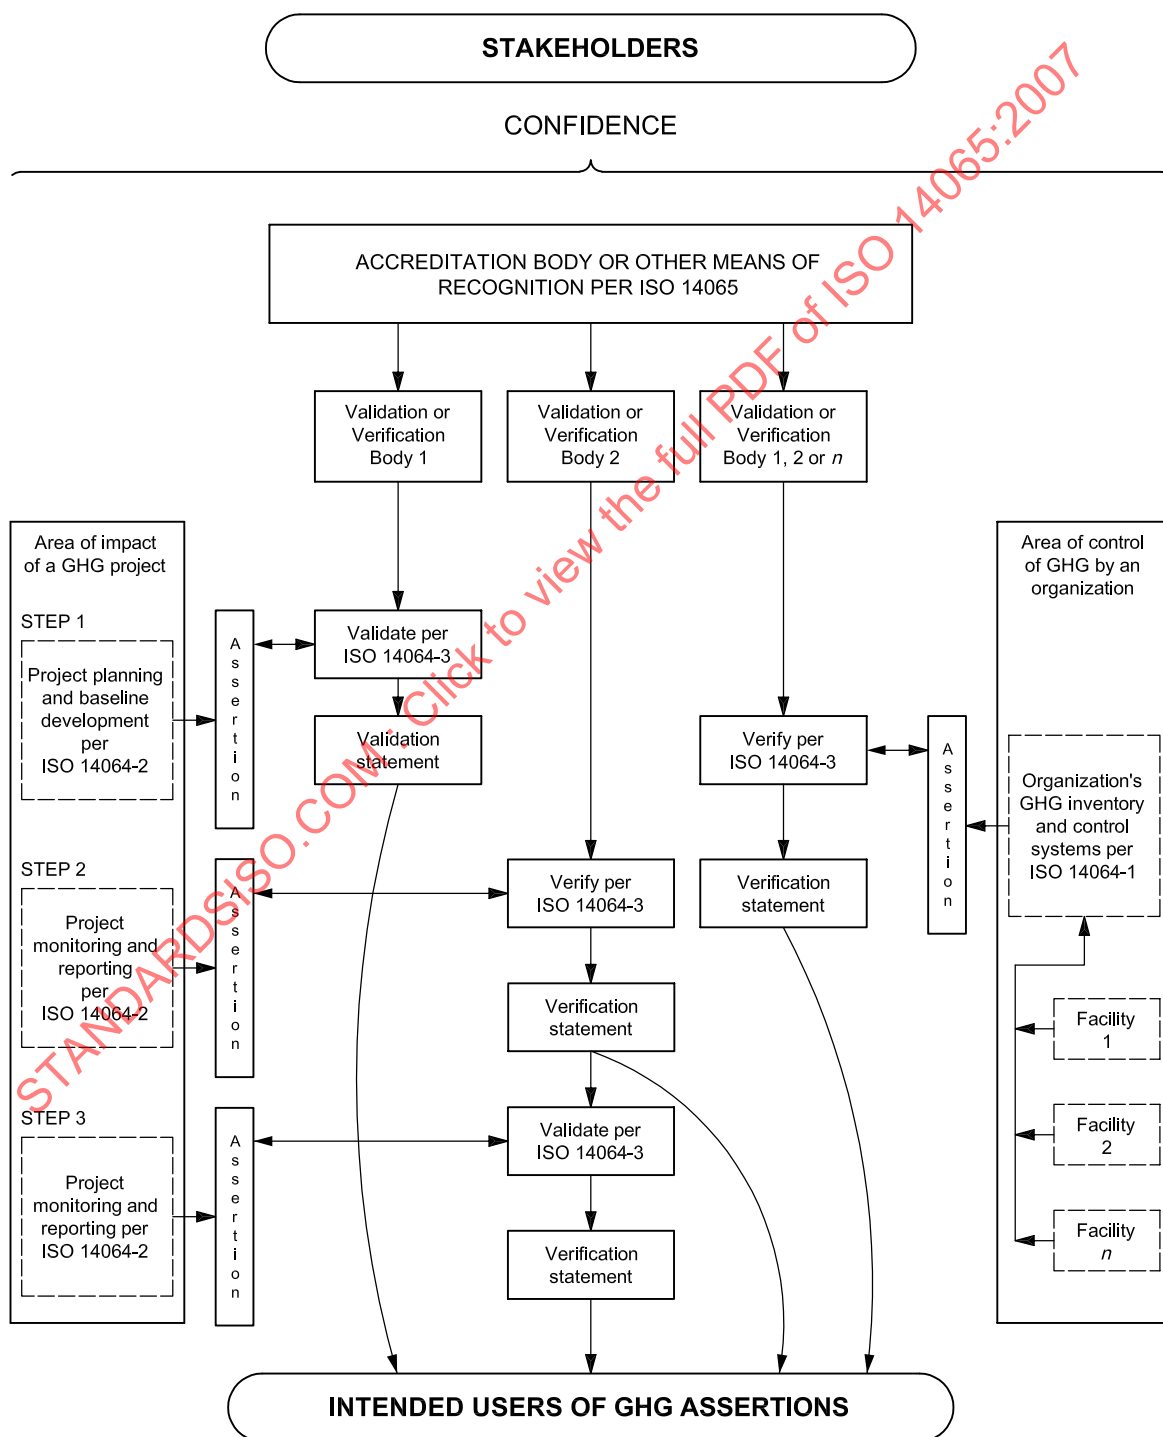 STAKEHOLDERS
CONFIDENCE
ACCREDITATION BODY OR OTHER MEANS OF
RECOGNITION PER ISO 14065
Validation or
Verification
Body 1
Validation or
Verification
Body 2
Validation or
Verification
Body 1, 2 or n
Area of impact
of a GHG project
STEP 1
Project planning
and baseline
development
per
ISO 14064-2
Assertion
Validate per
ISO 14064-3
Validation
statement
STEP 2
Project
monitoring and
reporting
per
ISO 14064-2
Assertion
Verify per
ISO 14064-3
Verification
statement
STEP 3
Project
monitoring and
reporting per
ISO 14064-2
Assertion
Validate per
ISO 14064-3
Verification
statement
Verify per
ISO 14064-3
Verification
statement
Assertion
Area of control
of GHG by an
organization
Organization's
GHG inventory
and control
systems per
ISO 14064-1
Facility
1
Facility
2
Facility
n
INTENDED USERS OF GHG ASSERTIONS
STANDARDSISO.COM : Click to view the full PDF of ISO 14065:2007